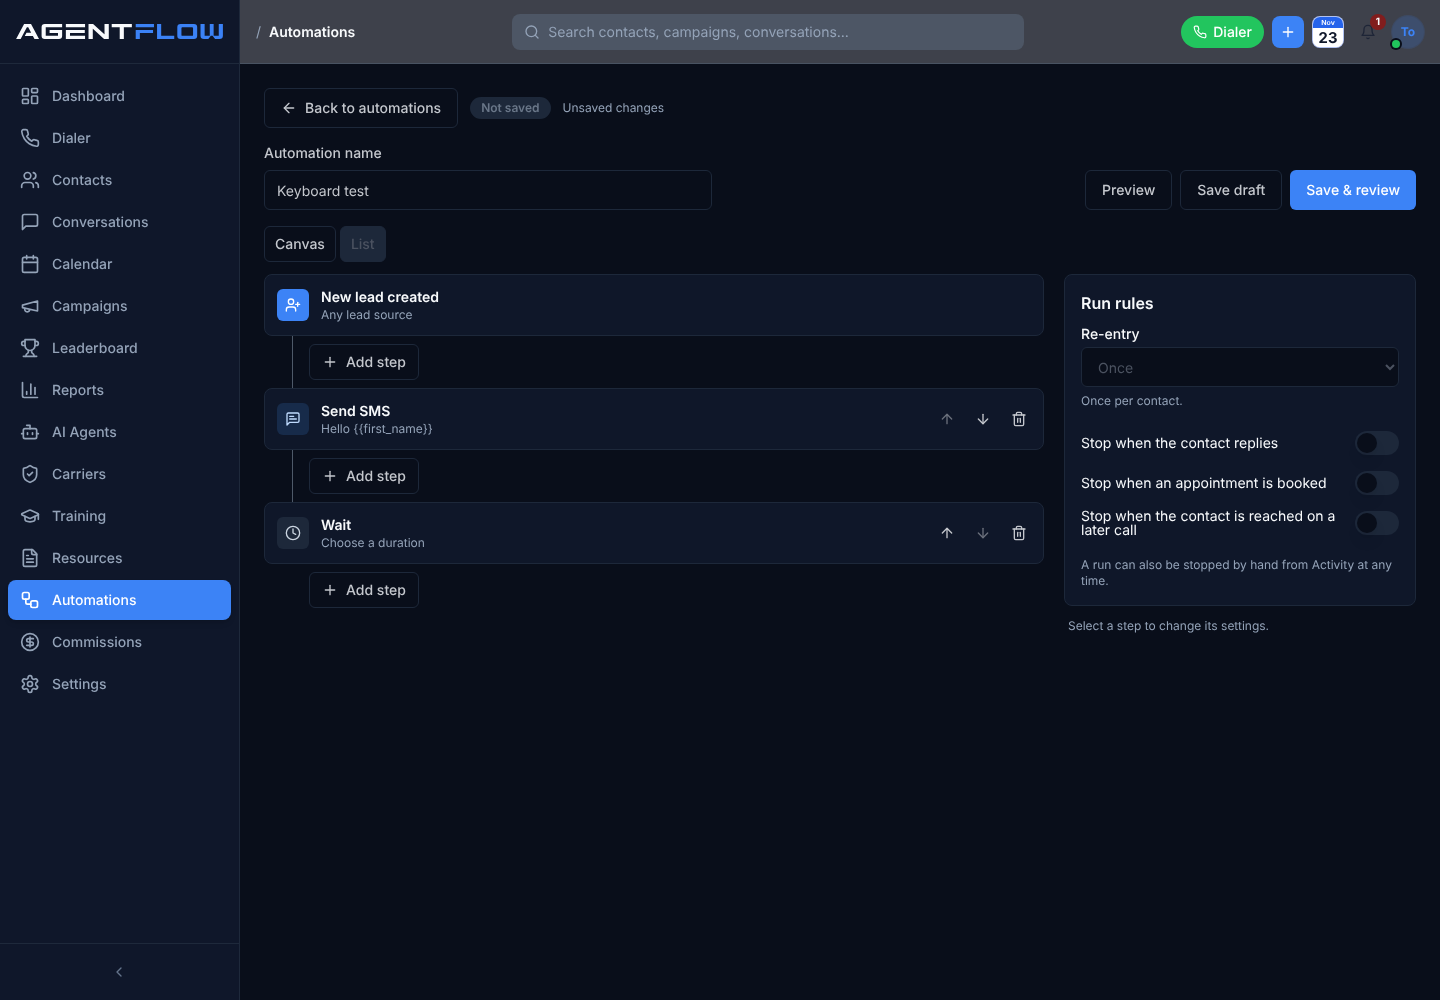 AGENTFLOW
/ Automations
Search contacts, campaigns, conversations...
Dialer
Nov
23
1
To
Dashboard
Dialer
Contacts
Conversations
Calendar
Campaigns
Leaderboard
Reports
AI Agents
Carriers
Training
Resources
Automations
Commissions
Settings
Back to automations
Not saved
Unsaved changes
Automation name
Keyboard test
Preview
Save draft
Save & review
Canvas
List
New lead created
Any lead source
Add step
Send SMS
Hello {{first_name}}
Add step
Wait
Choose a duration
Add step
Run rules
Re-entry
Once
Once per contact.
Stop when the contact replies
Stop when an appointment is booked
Stop when the contact is reached on a
later call
A run can also be stopped by hand from Activity at any
time.
Select a step to change its settings.